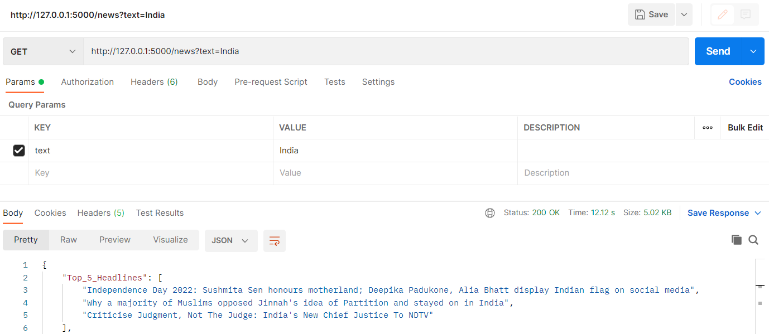 http://127.0.0.1:5000/news?text=India
Save
GET http://127.0.0.1:5000/news?text=India Send
Params Authorization Headers (6) Body Pre-request Script Tests Settings Cookies
Query Params
KEY VALUE DESCRIPTION ooo Bulk Edit
text India
Key Value Description
Body Cookies Headers (5) Test Results Status: 200 OK Time: 12.12 s Size: 5.02 KB Save Response
Pretty Raw Preview Visualize JSON
1 {
2 "Top_5_Headlines": [
3 "Independence Day 2022: Sushmita Sen honours motherland; Deepika Padukone, Alia Bhatt display Indian flag on social media",
4 "Why a majority of Muslims opposed Jinnah's idea of Partition and stayed on in India",
5 "Criticise Judgment, Not The Judge: India's New Chief Justice To NDTV"
6 ],